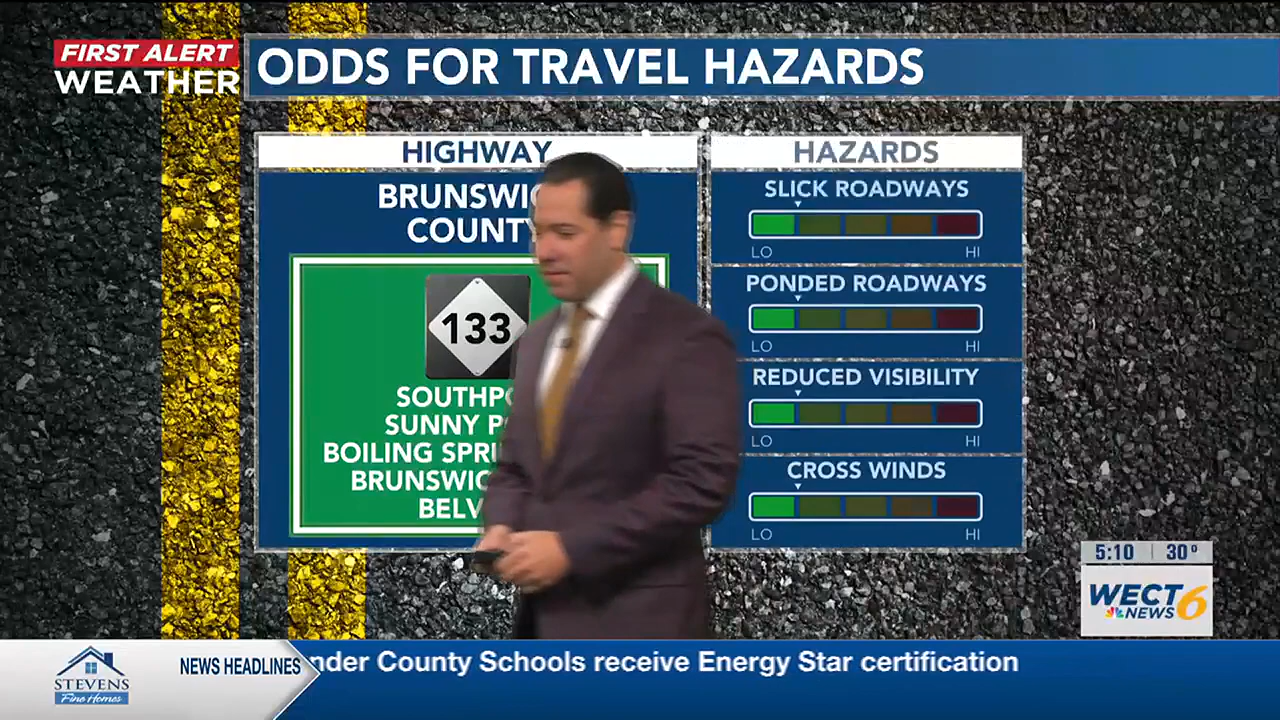 FIRST ALERT
WEATHER
ODDS FOR TRAVEL HAZARDS
HIGHWAY
COUNTY
133
BOILING
HAZARDS
SLICK ROADWAYS
LO HI
PONDED ROADWAYS
LO HI
REDUCED VISIBILITY
LO HI
CROSS WINDS
LO HI
5:10 30°
WECT 6
NEWS
STEVENS
Fine Homes
NEWS HEADLINES
County Schools receive Energy Star certification